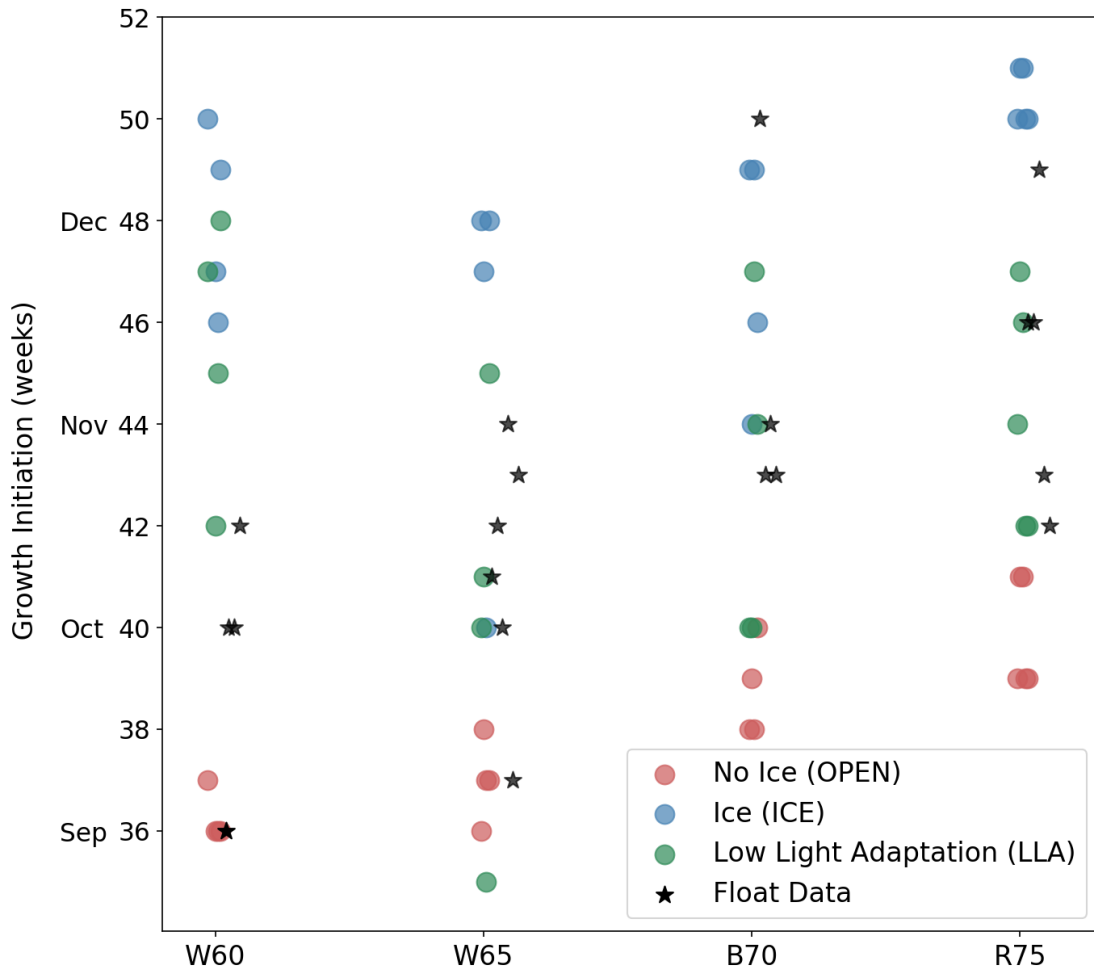 Growth Initiation (weeks)
52
50
Dec 48
46
Nov 44
42
Oct 40
38
Sep 36
No Ice (OPEN)
Ice (ICE)
Low Light Adaptation (LLA)
Float Data
W60 W65 B70 R75